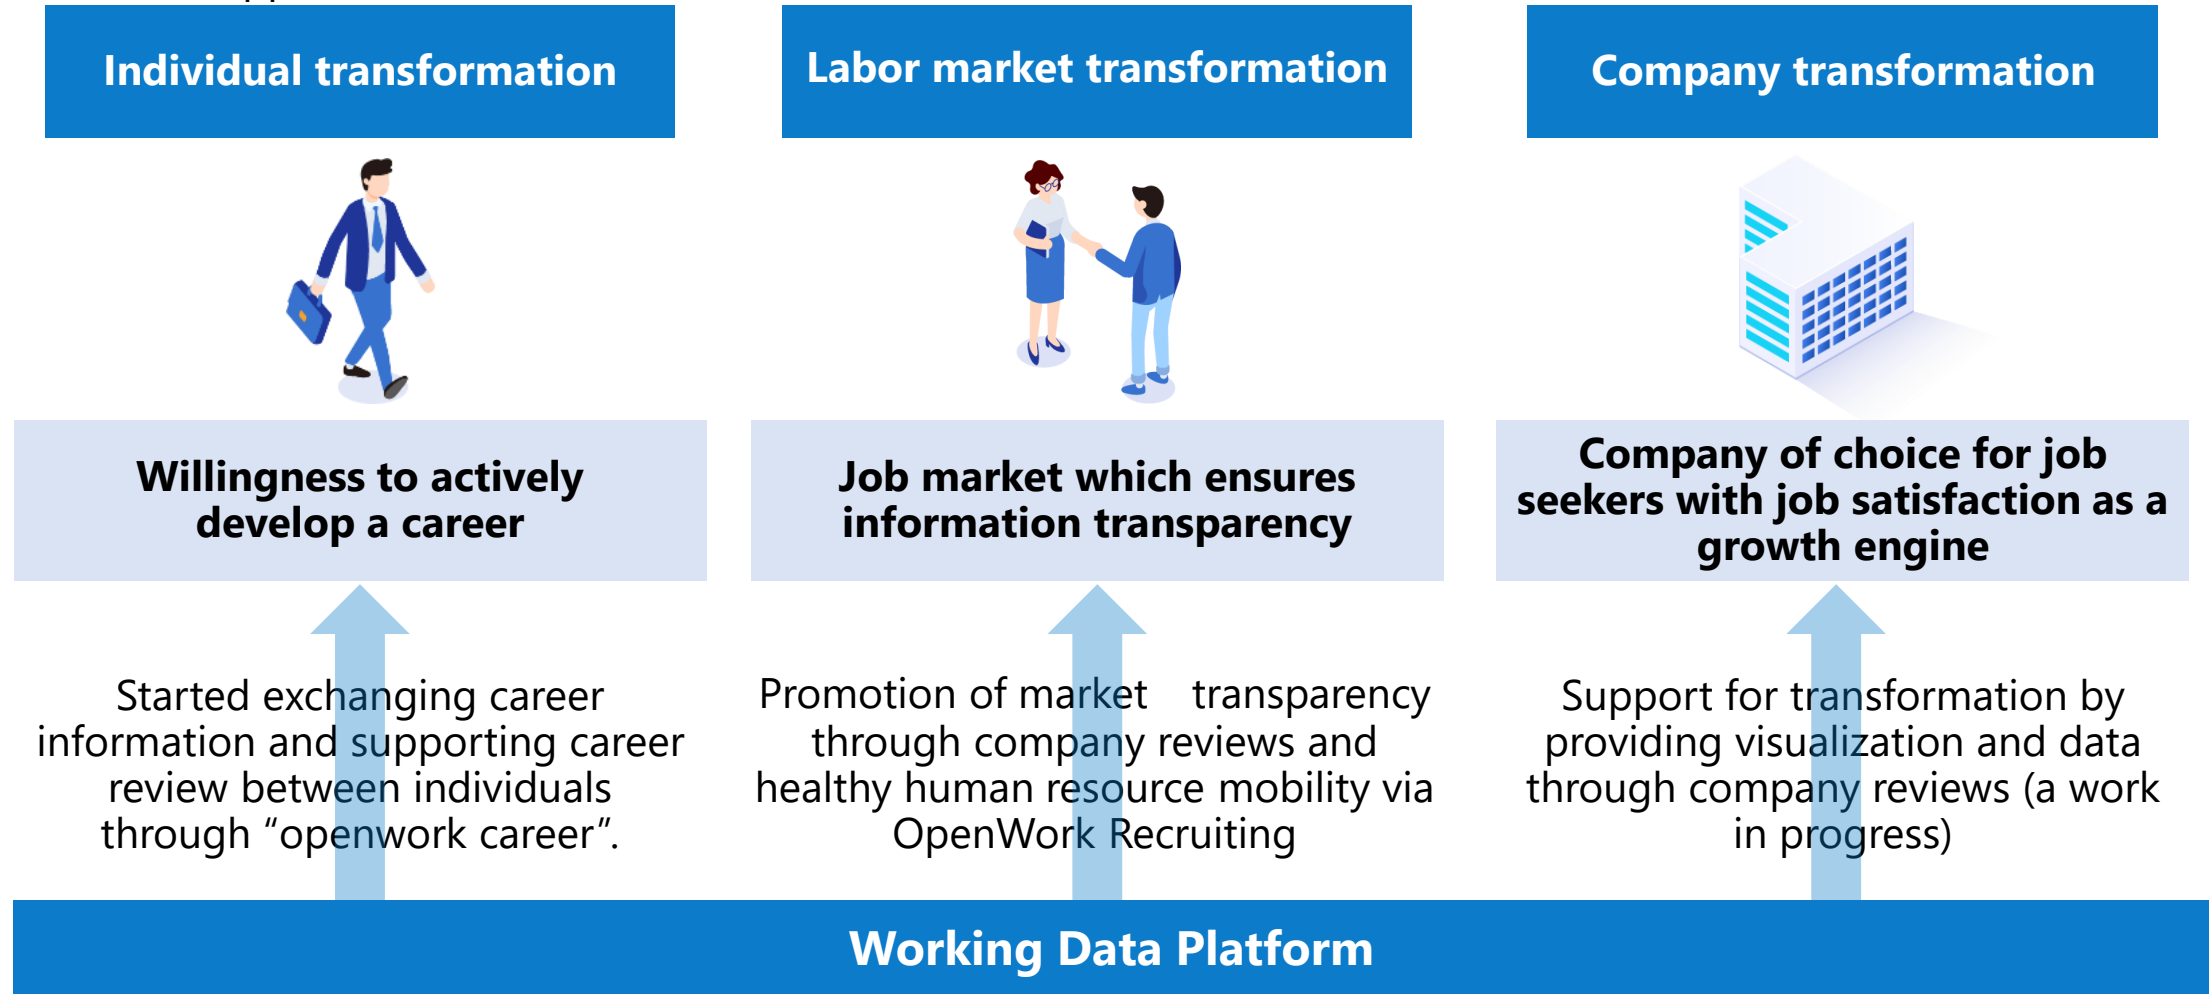 Individual transformation
Labor market transformation
Company transformation
Willingness to actively
develop a career
Job market which ensures
information transparency
Company of choice for job
seekers with job satisfaction as a
growth engine
Started exchanging career
information and supporting career
review between individuals
through “openwork career”.
Promotion of market transparency
through company reviews and
healthy human resource mobility via
OpenWork Recruiting
Support for transformation by
providing visualization and data
through company reviews (a work
in progress)
Working Data Platform